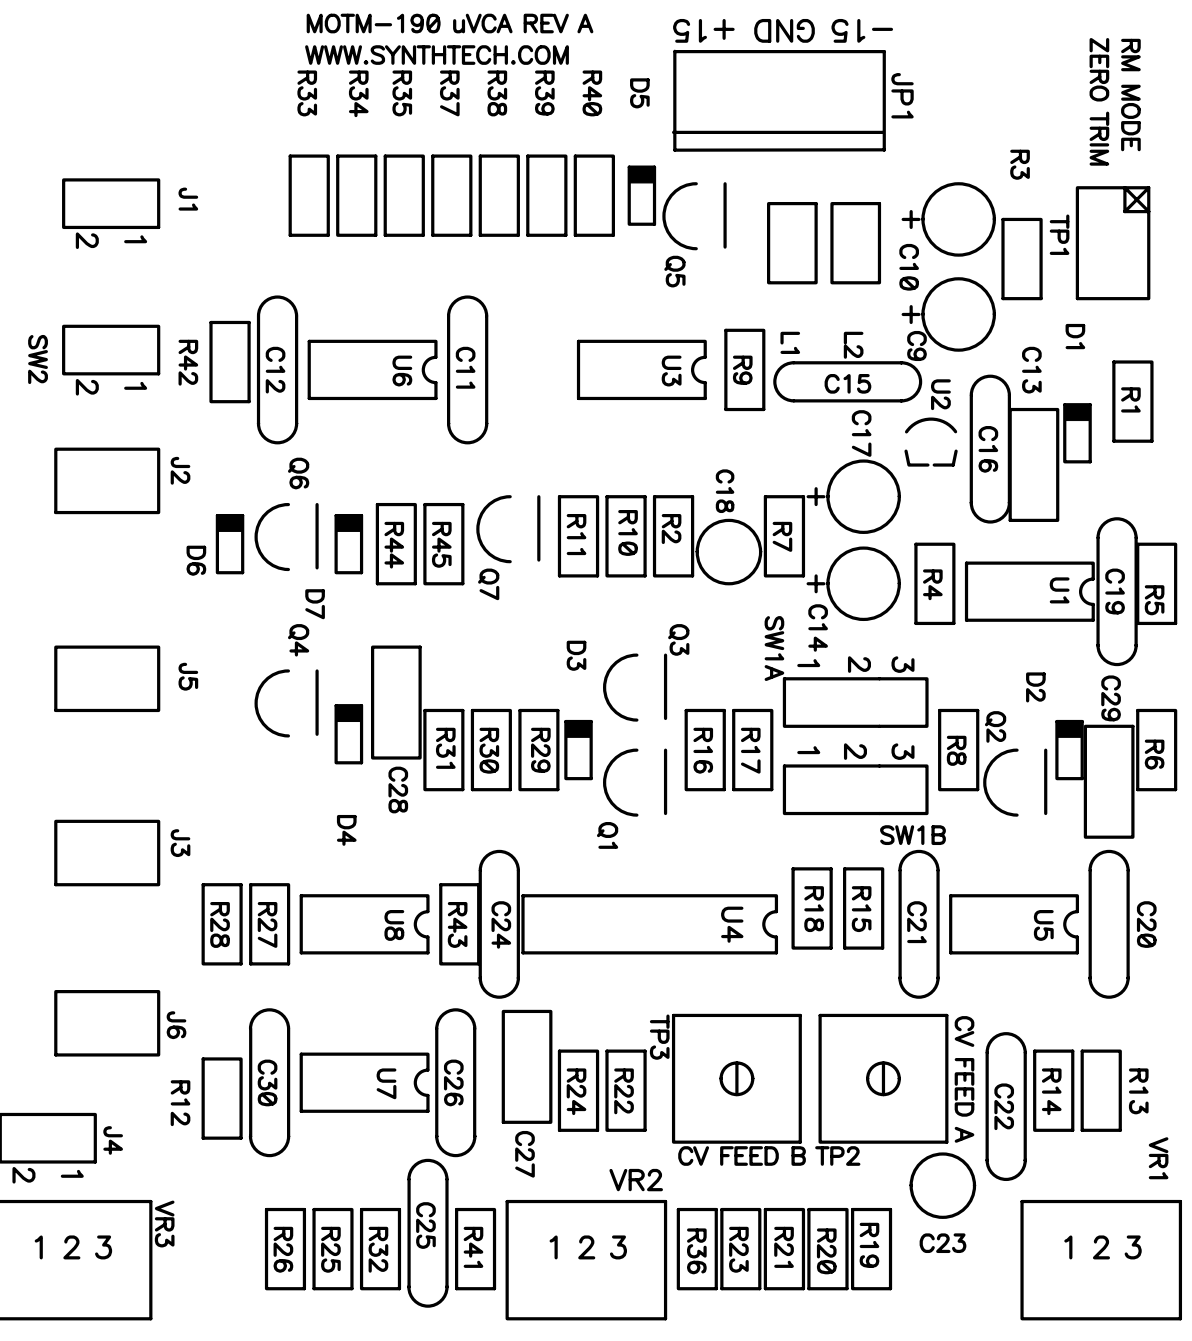 MOTM-190 uVCA REV A
WWW.SYNTHTECH.COM
-15 GND +15
JP1
RM MODE
ZERO TRIM
R33
R34
R35
R37
R38
R39
R40
D5
R3
TP1
J1
1
2
Q5
+
C10
+
C9
D1
SW2
1
2
R42
C12
U6
C11
U3
R9
L1
L2
C15
U2
C13
C16
R1
J2
Q6
D6
D7
R44
R45
Q7
R11
R10
R2
C18
R7
C17
+
+
C14
R4
U1
C19
R5
J5
Q4
D4
C28
R31
R30
R29
D3
Q3
Q1
R16
R17
SW1A
1
2
3
1
2
3
SW1B
R8
Q2
D2
C29
R6
J3
R28
R27
U8
R43
C24
U4
R18
R15
C21
U5
C20
J6
R12
C30
U7
C26
C27
R24
R22
TP3
CV FEED B
TP2
CV FEED A
C22
R14
R13
J4
1
2
VR3
1 2 3
R26
R25
R32
C25
R41
VR2
1 2 3
R36
R23
R21
R20
R19
C23
VR1
1 2 3